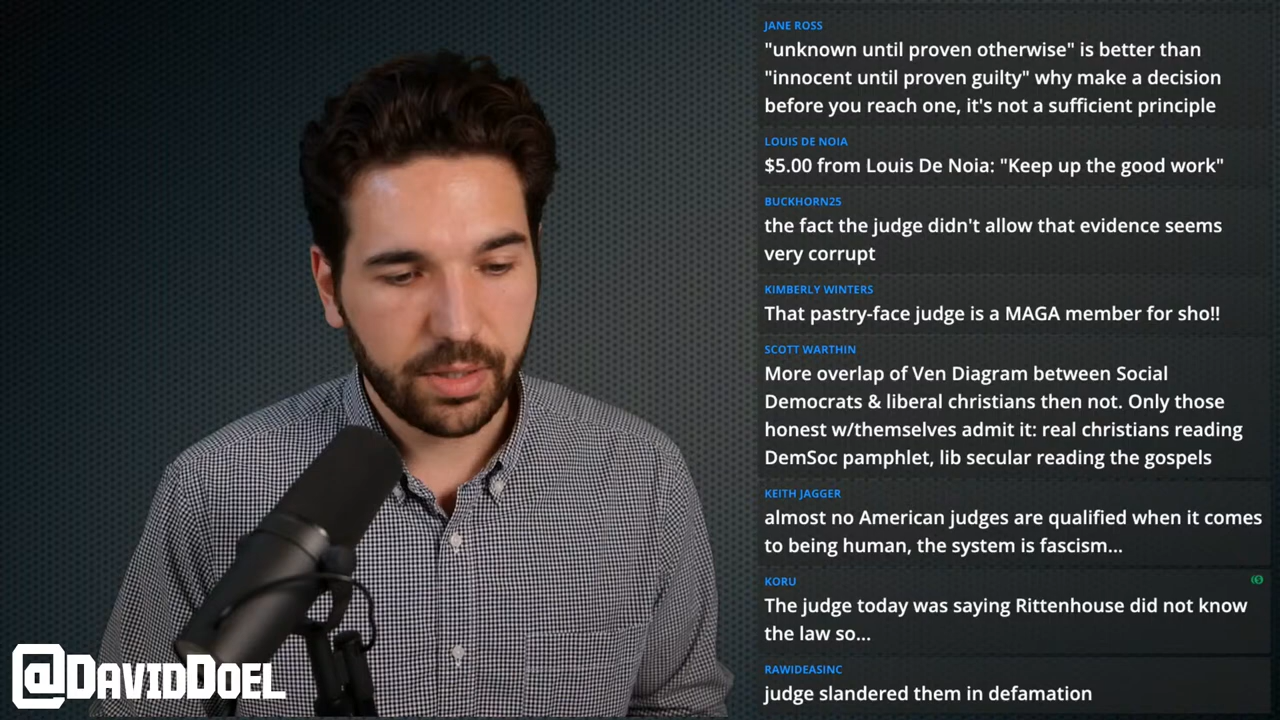 JANE ROSS
"unknown until proven otherwise" is better than
"innocent until proven guilty" why make a decision
before you reach one, it's not a sufficient principle
LOUIS DE NOIA
$5.00 from Louis De Noia: "Keep up the good work"
BUCKHORN25
the fact the judge didn't allow that evidence seems
very corrupt
KIMBERLY WINTERS
That pastry-face judge is a MAGA member for sho!!
SCOTT WARTHIN
More overlap of Ven Diagram between Social
Democrats & liberal christians then not. Only those
honest w/themselves admit it: real christians reading
DemSoc pamphlet, lib secular reading the gospels
KEITH JAGGER
almost no American judges are qualified when it comes
to being human, the system is fascism...
KORU
The judge today was saying Rittenhouse did not know
the law so...
RAWIDEASINC
judge slandered them in defamation
@DAVIDDOEL